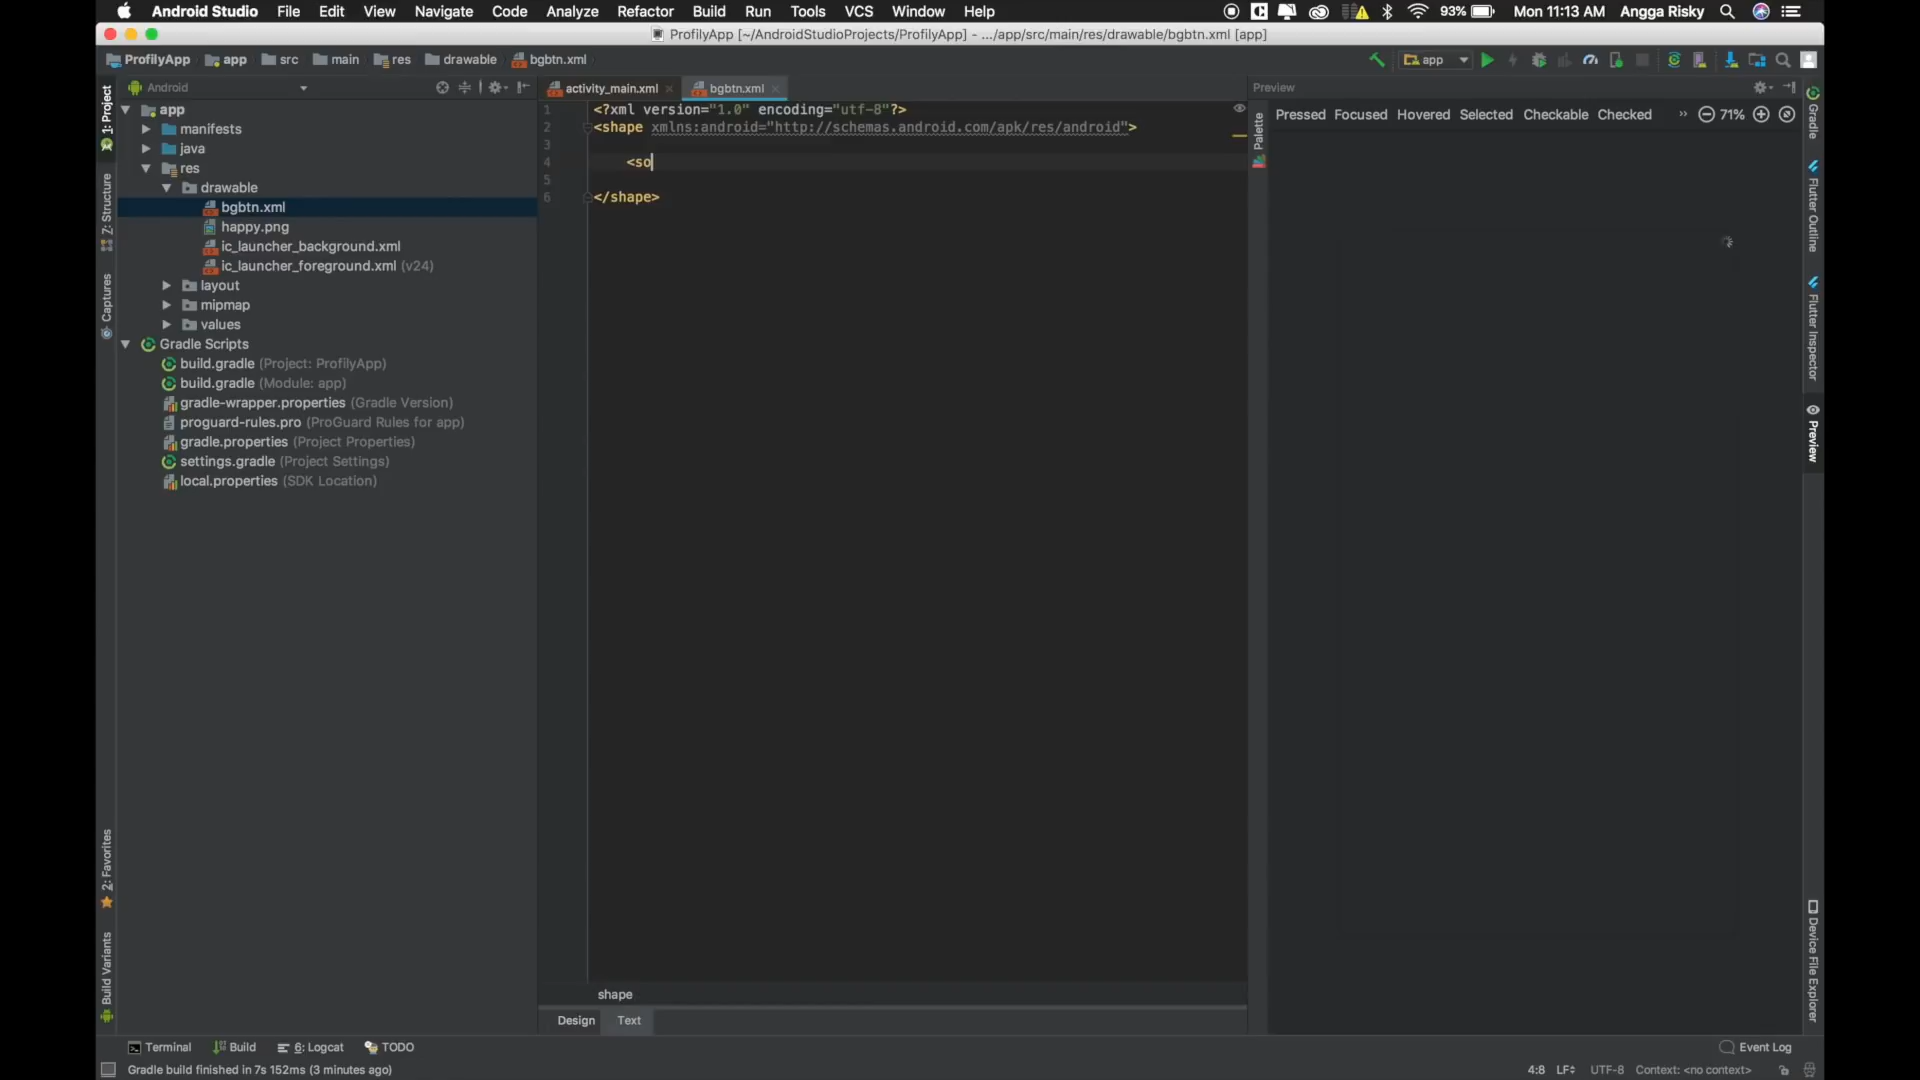 Android Studio File Edit View Navigate Code Analyze Refactor Build Run Tools VCS Window Help 93% Mon 11:13 AM Angga Risky
ProfilyApp [~/AndroidStudioProjects/ProfilyApp] - .../app/src/main/res/drawable/bgbtn.xml [app]
ProfilyApp app src main res drawable bgbtn.xml app
Android
activity_main.xml bgbtn.xml
Preview
Pressed Focused Hovered Selected Checkable Checked » 71%
app
manifests
java
res
drawable
bgbtn.xml
happy.png
ic_launcher_background.xml
ic_launcher_foreground.xml (v24)
layout
mipmap
values
Gradle Scripts
build.gradle (Project: ProfilyApp)
build.gradle (Module: app)
gradle-wrapper.properties (Gradle Version)
proguard-rules.pro (ProGuard Rules for app)
gradle.properties (Project Properties)
settings.gradle (Project Settings)
local.properties (SDK Location)
1 <?xml version="1.0" encoding="utf-8"?>
2 <shape xmlns:android="http://schemas.android.com/apk/res/android">
3
4 <so
5
6 </shape>
1: Project
7: Structure
Captures
2: Favorites
Build Variants
Palette
Gradle
Flutter Outline
Flutter Inspector
Preview
Device File Explorer
shape
Design Text
Terminal Build 6: Logcat TODO Event Log
Gradle build finished in 7s 152ms (3 minutes ago) 4:8 LF UTF-8 Context: <no context>